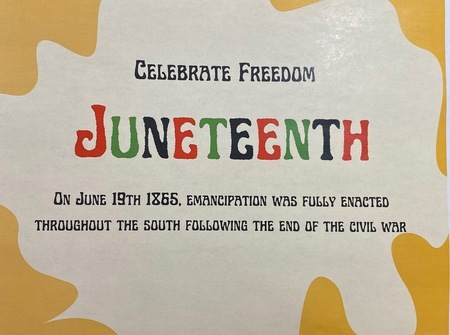 Celebrate Freedom
Juneteenth
On June 19th 1865, emancipation was fully enacted
throughout the south following the end of the civil war